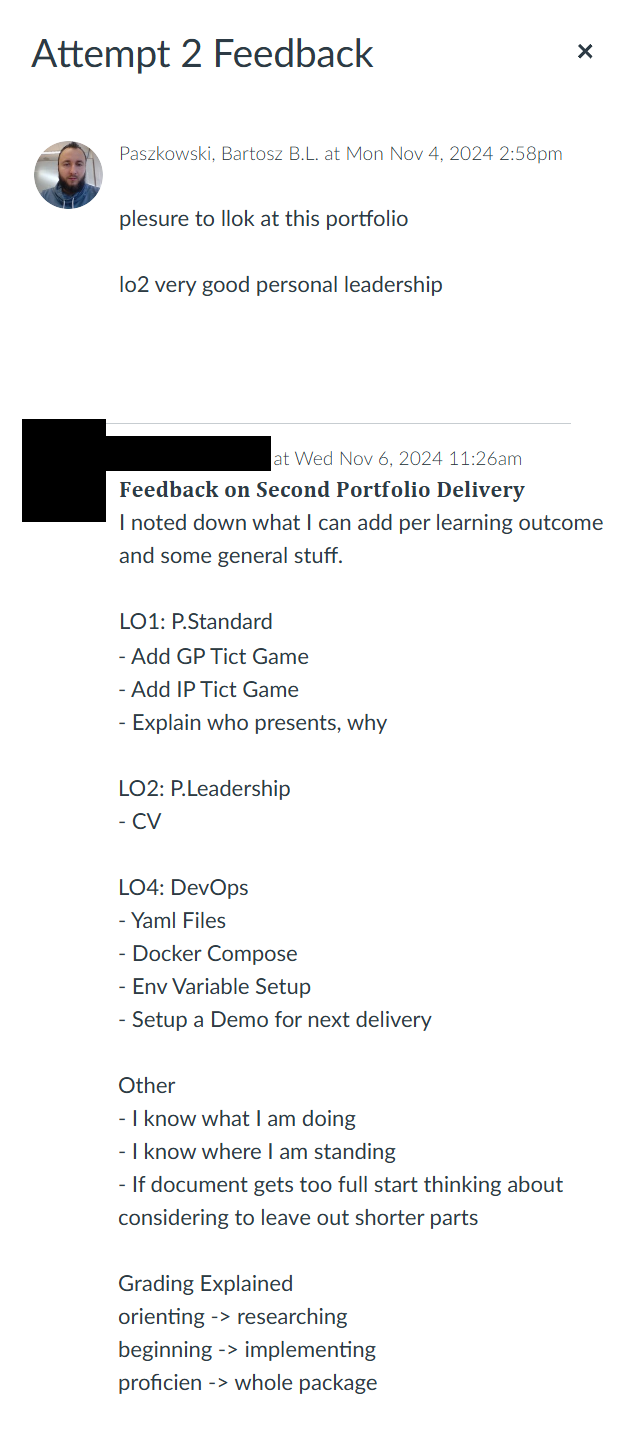 Attempt 2 Feedback
×
Paszkowski, Bartosz B.L. at Mon Nov 4, 2024 2:58pm
plesure to llok at this portfolio
lo2 very good personal leadership
at Wed Nov 6, 2024 11:26am
Feedback on Second Portfolio Delivery
I noted down what I can add per learning outcome
and some general stuff.
LO1: P.Standard
- Add GP Tict Game
- Add IP Tict Game
- Explain who presents, why
LO2: P.Leadership
- CV
LO4: DevOps
- Yaml Files
- Docker Compose
- Env Variable Setup
- Setup a Demo for next delivery
Other
- I know what I am doing
- I know where I am standing
- If document gets too full start thinking about
considering to leave out shorter parts
Grading Explained
orienting -> researching
beginning -> implementing
proficien -> whole package